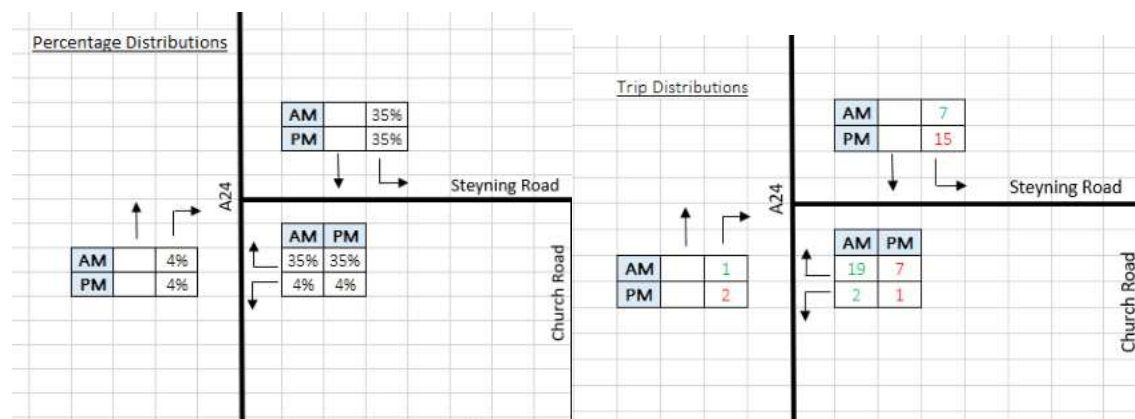 Percentage Distributions
AM 35%
PM 35%
Steyning Road
A24
AM PM
35% 35%
4% 4%
AM 4%
PM 4%
Church Road
Trip Distributions
AM 7
PM 15
Steyning Road
A24
AM PM
19 7
2 1
AM 1
PM 2
Church Road